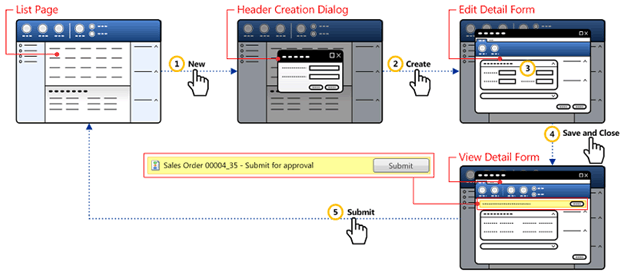 List Page
Header Creation Dialog
Edit Detail Form
1 New
2 Create
3
4 Save and Close
View Detail Form
Sales Order 00004_35 - Submit for approval
Submit
5 Submit